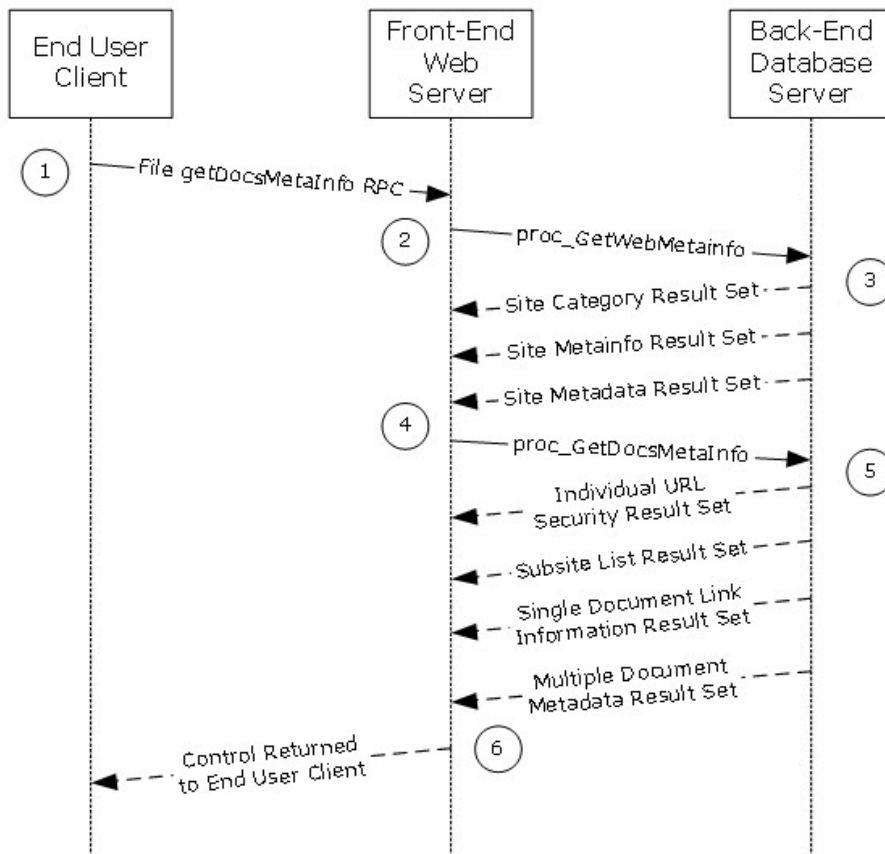 End User
Client
Front-End
Web
Server
Back-End
Database
Server
1
File getDocsMetaInfo RPC
2
proc_GetWebMetainfo
3
Site Category Result Set
Site Metainfo Result Set
Site Metadata Result Set
4
proc_GetDocsMetaInfo
5
Individual URL
Security Result Set
Subsite List Result Set
Single Document Link
Information Result Set
Multiple Document
Metadata Result Set
6
Control Returned
to End User Client